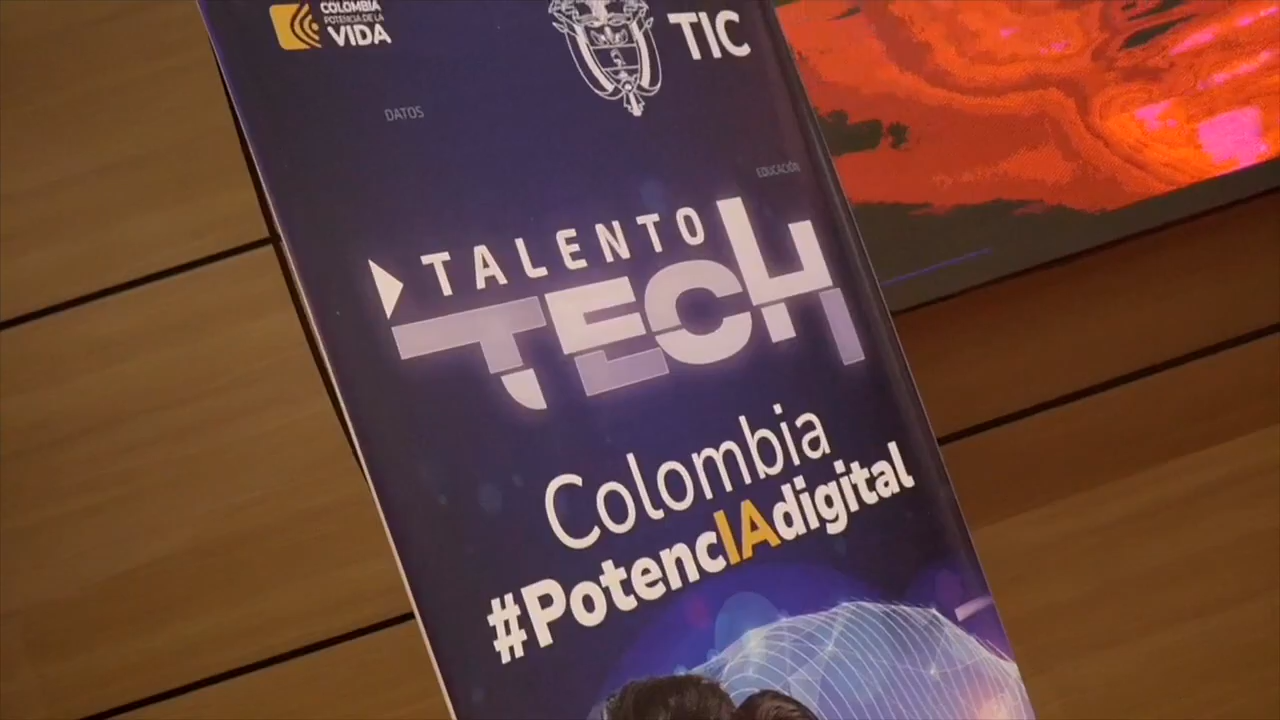 COLOMBIA
POTENCIA DE LA
VIDA
TIC
DATOS
EDUCACIÓN
TALENTO
TECH
Colombia
#PotencIAdigital